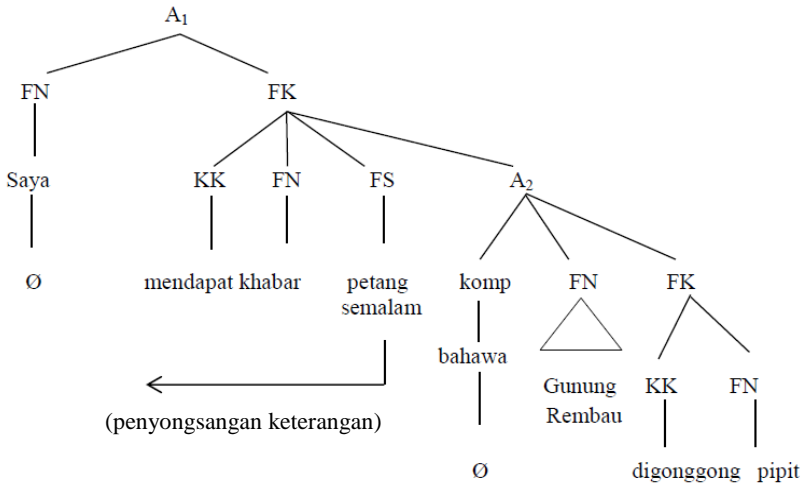 A₁
FN FK
Saya KK FN FS A₂
Ø mendapat khabar petang komp FN FK
semalam
bahawa
Gunung KK FN
(penyongsangan keterangan) Rembau
Ø digonggong pipit